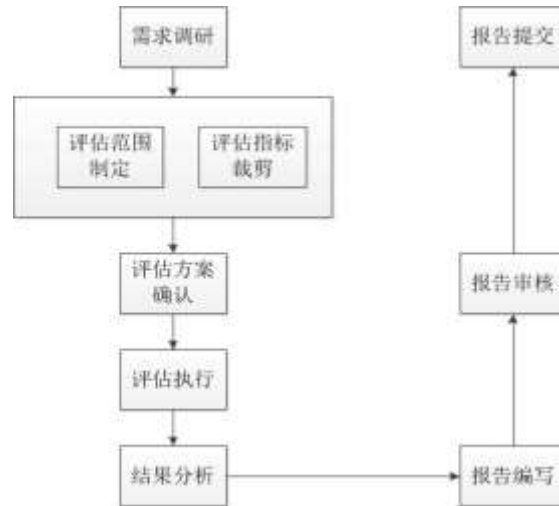 需求调研
评估范围
制定
评估指标
裁剪
评估方案
确认
评估执行
结果分析
报告编写
报告审核
报告提交